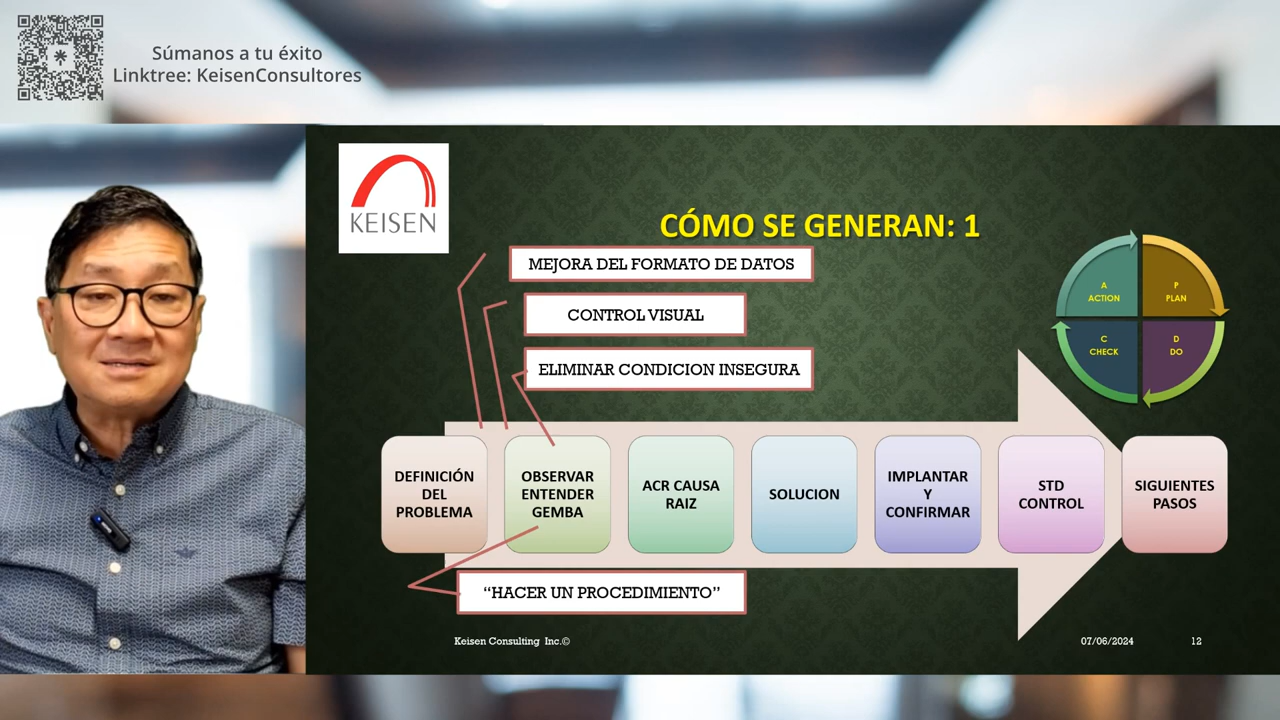 Súmanos a tu éxito
Linktree: KeisenConsultores
KEISEN
CÓMO SE GENERAN: 1
MEJORA DEL FORMATO DE DATOS
CONTROL VISUAL
ELIMINAR CONDICION INSEGURA
A
ACTION
P
PLAN
C
CHECK
D
DO
DEFINICIÓN
DEL
PROBLEMA
OBSERVAR
ENTENDER
GEMBA
ACR CAUSA
RAIZ
SOLUCION
IMPLANTAR
Y
CONFIRMAR
STD
CONTROL
SIGUIENTES
PASOS
“HACER UN PROCEDIMIENTO”
Keisen Consulting Inc.©
07/06/2024
12